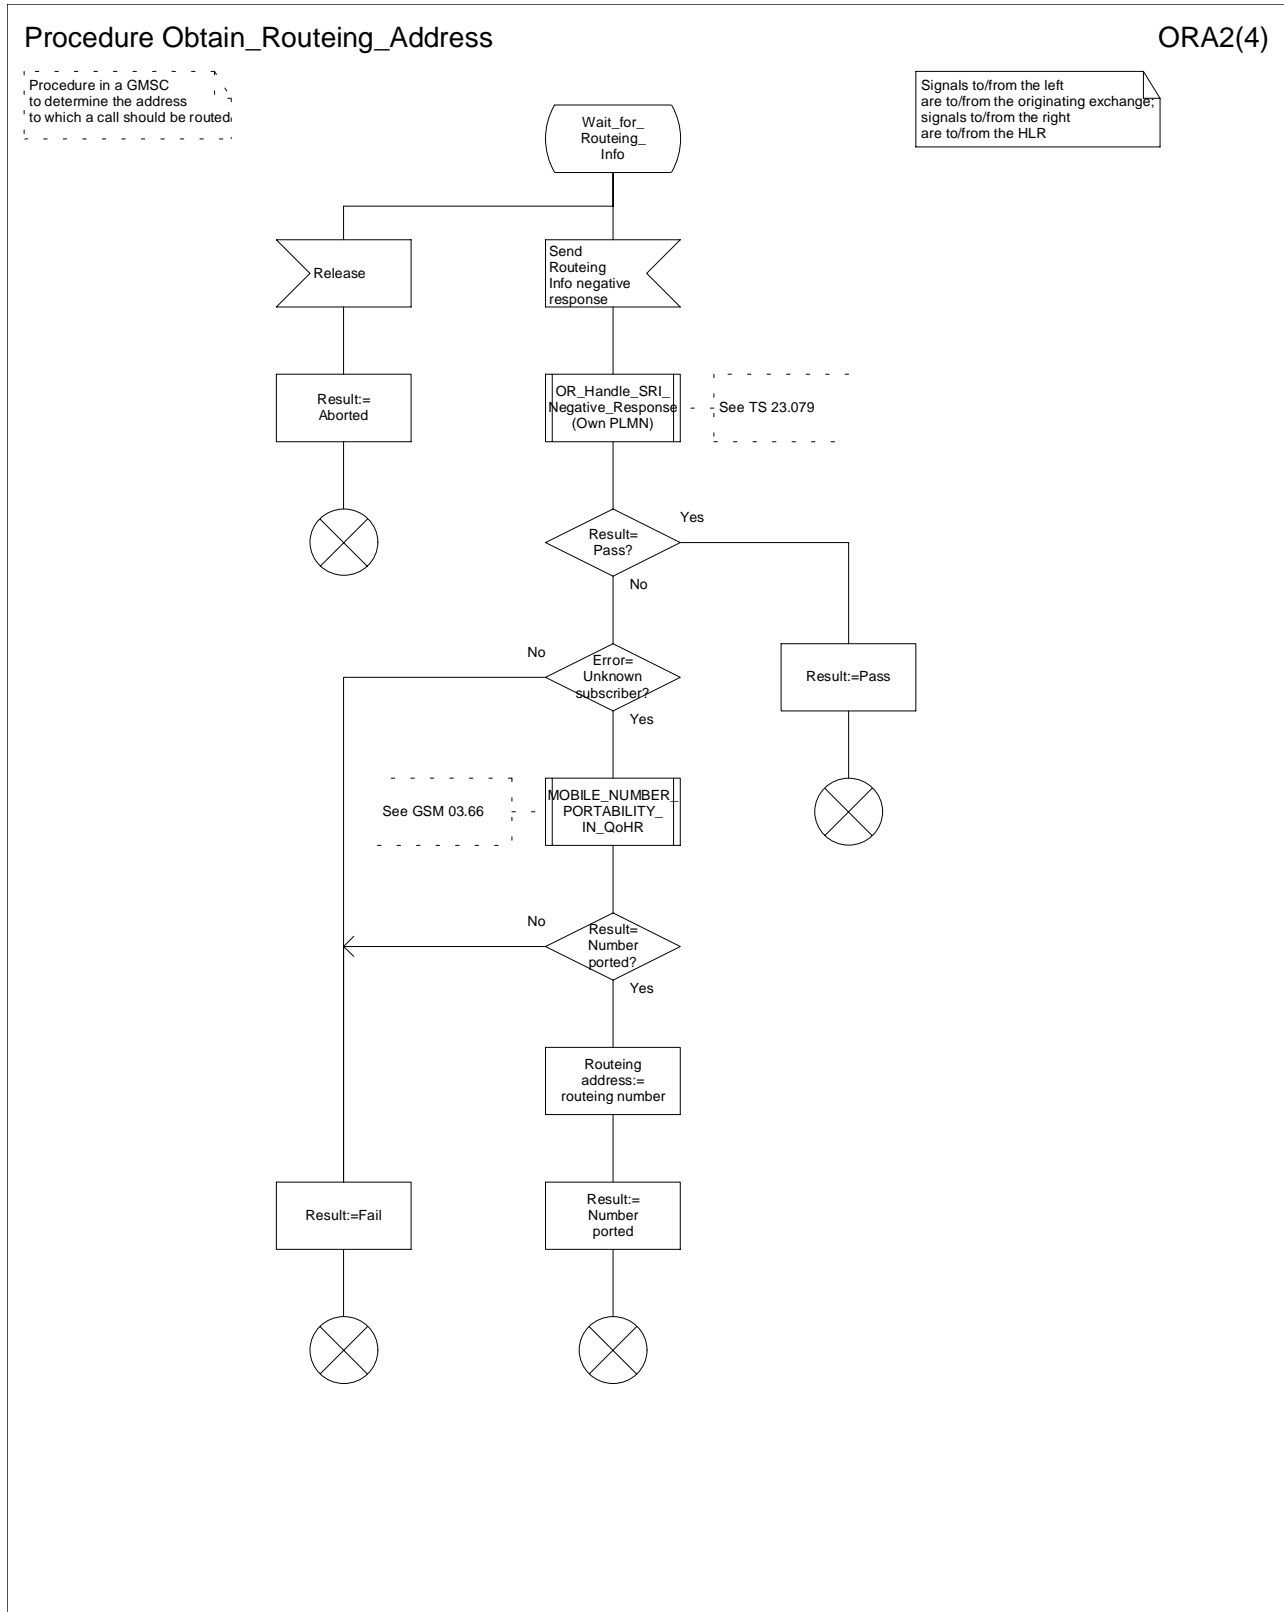 Procedure Obtain_Routeing_Address
ORA2(4)
Procedure in a GMSC
to determine the address
to which a call should be routed.
Signals to/from the left
are to/from the originating exchange;
signals to/from the right
are to/from the HLR
Wait_for_
Routeing_
Info
Release
Send
Routeing
Info negative
response
Result:=
Aborted
OR_Handle_SRI_
Negative_Response
(Own PLMN)
See TS 23.079
Result=
Pass?
Yes
No
Error=
Unknown
subscriber?
No
Yes
Result:=Pass
See GSM 03.66
MOBILE_NUMBER_
PORTABILITY_
IN_QoHR
Result=
Number
ported?
No
Yes
Routeing
address:=
routeing number
Result:=Fail
Result:=
Number
ported